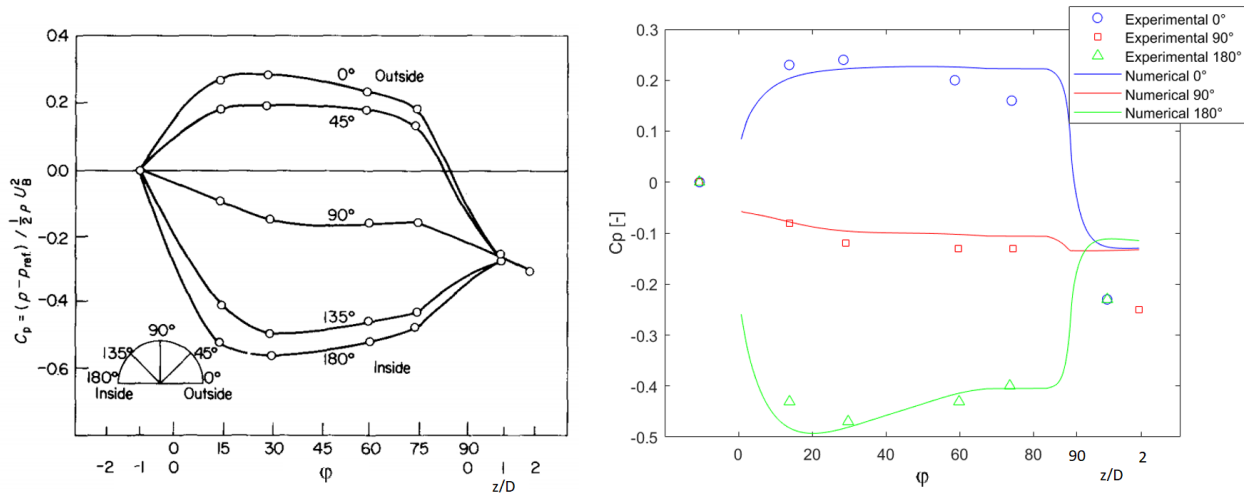 0.4
0.2
0.0
-0.2
-0.4
-0.6
C_p = (p - p_ref.) / ½ ρ U_B²
0° Outside
45°
90°
135°
180° Inside
90°
135° 45°
180° 0°
Inside Outside
0 15 30 45 60 75 90
-2 -1 0 0 1 2
φ z/D
Experimental 0°
Experimental 90°
Experimental 180°
Numerical 0°
Numerical 90°
Numerical 180°
0.3
0.2
0.1
0
-0.1
-0.2
-0.3
-0.4
-0.5
Cp [-]
0 20 40 60 80 90 2
φ z/D